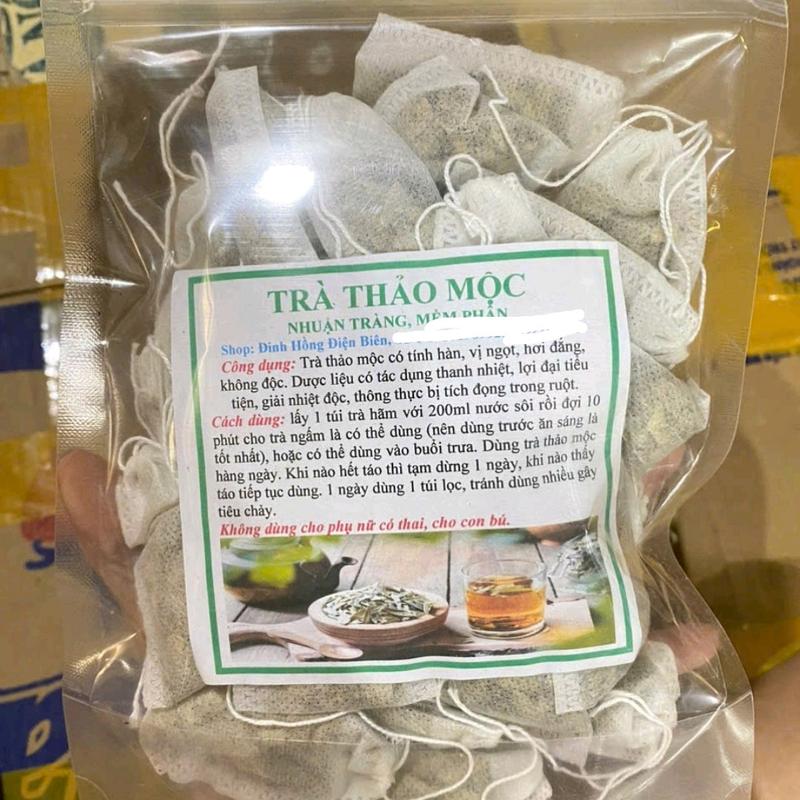 TRÀ THẢO MỘC
NHUẬN TRÀNG, MỀM PHÂN
Shop: Đinh Hồng Điện Biên,
Công dụng: Trà thảo mộc có tính hàn, vị ngọt, hơi đắng,
không độc. Dược liệu có tác dụng thanh nhiệt, lợi đại tiểu
tiện, giải nhiệt độc, thông thực bị tích đọng trong ruột.
Cách dùng: lấy 1 túi trà hãm với 200ml nước sôi rồi đợi 10
phút cho trà ngấm là có thể dùng (nên dùng trước ăn sáng là
tốt nhất), hoặc có thể dùng vào buổi trưa. Dùng trà thảo mộc
hàng ngày. Khi nào hết táo thì tạm dừng 1 ngày, khi nào thấy
táo tiếp tục dùng. 1 ngày dùng 1 túi lọc, tránh dùng nhiều gây
tiêu chảy.
Không dùng cho phụ nữ có thai, cho con bú.